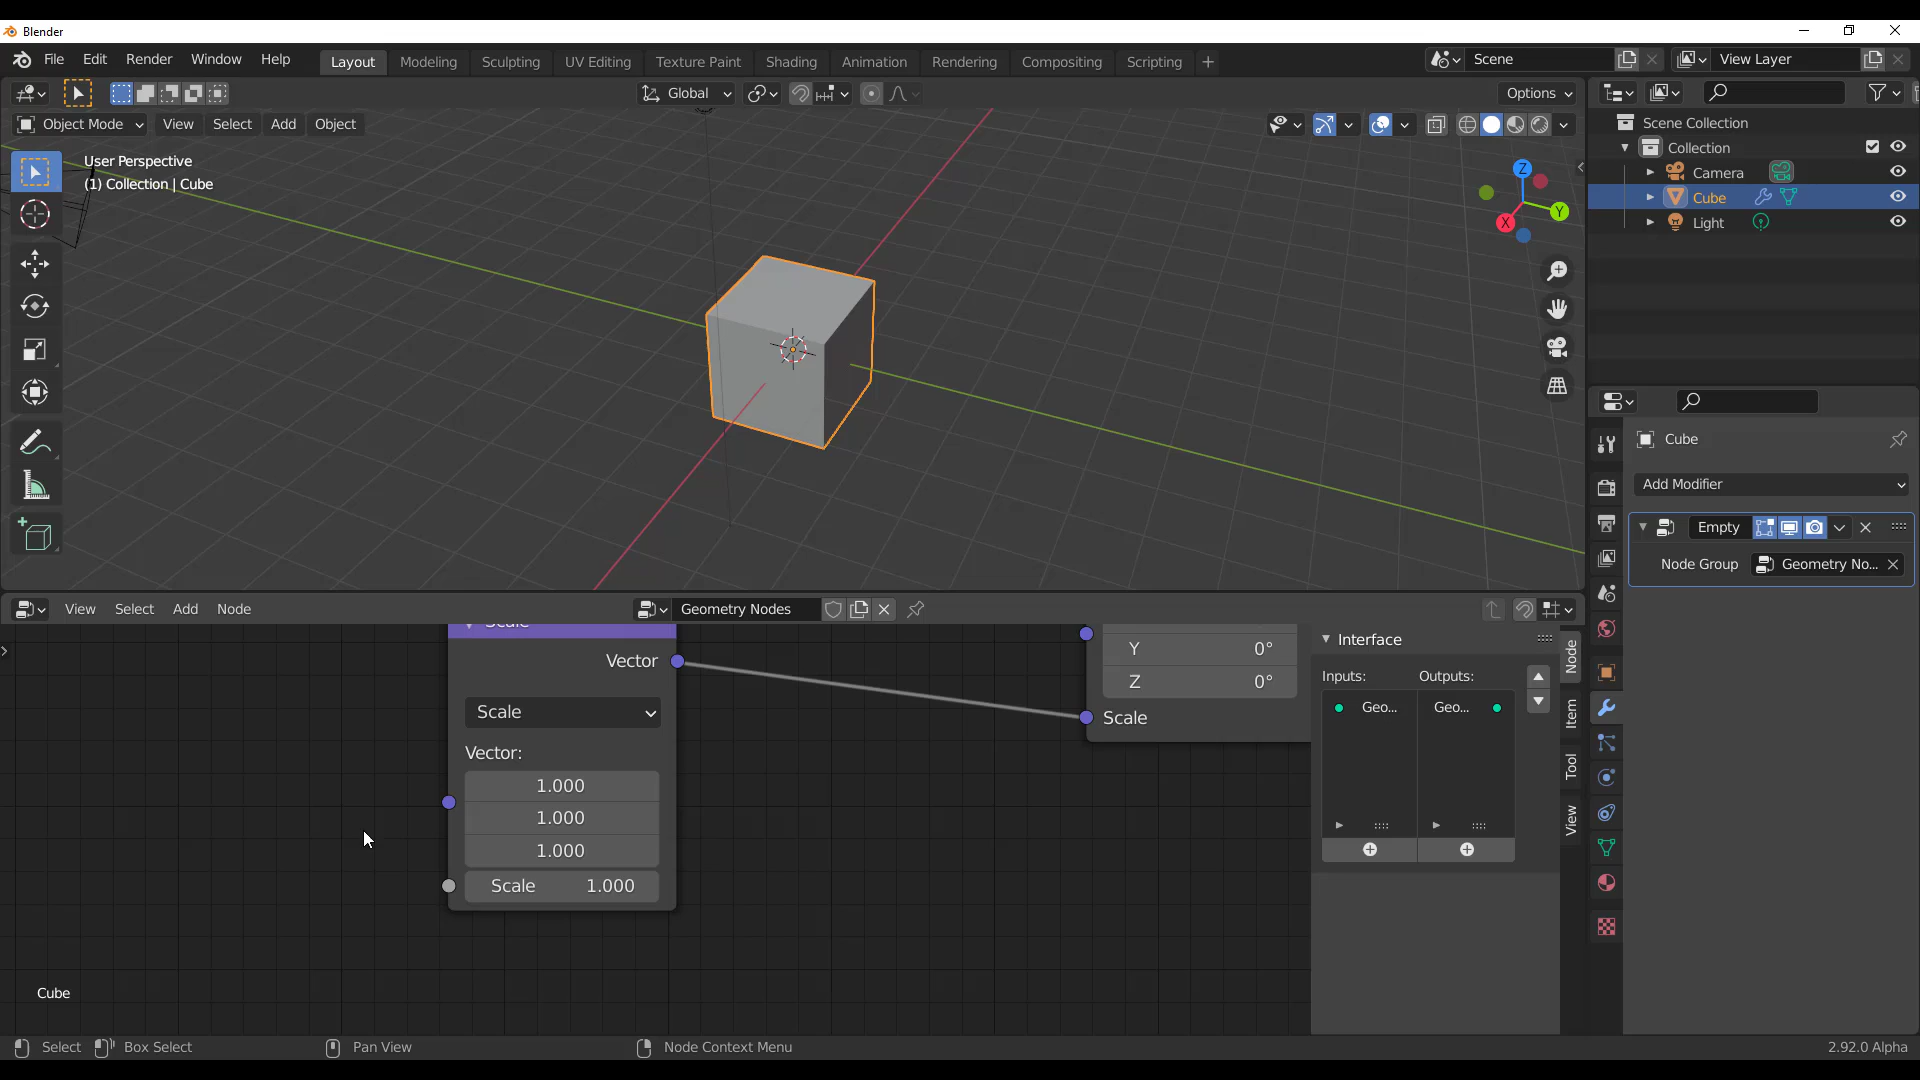 Blender
File Edit Render Window Help Layout Modeling Sculpting UV Editing Texture Paint Shading Animation Rendering Compositing Scripting + Scene View Layer
Global Options
Object Mode View Select Add Object
User Perspective
(1) Collection | Cube
Z
Y
X
Scene Collection
Collection
Camera
Cube
Light
Cube
Add Modifier
Empty
Node Group Geometry No...
View Select Add Node Geometry Nodes
Scale
Vector
Scale
Vector:
1.000
1.000
1.000
Scale 1.000
Y 0°
Z 0°
Scale
Interface
Inputs: Outputs:
Geo... Geo...
Node
Item
Tool
View
Cube
Select Box Select Pan View Node Context Menu 2.92.0 Alpha